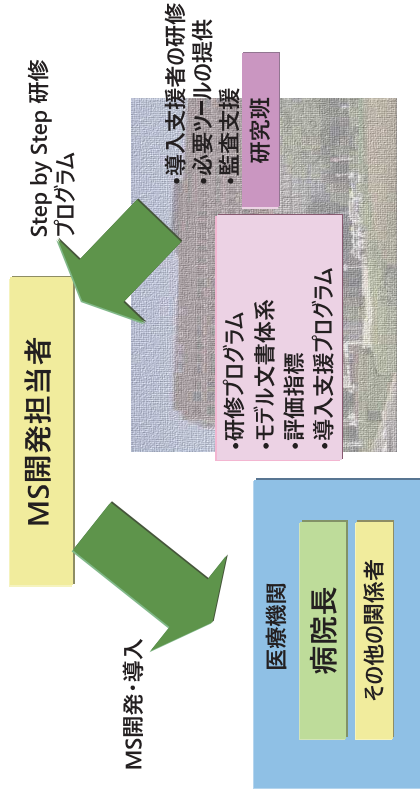 MS開発担当者
Step by Step 研修
プログラム
MS開発・導入
・導入支援者の研修
・必要ツールの提供
・監査支援
研究班
・研修プログラム
・モデル文書体系
・評価指標
・導入支援プログラム
医療機関
病院長
その他の関係者